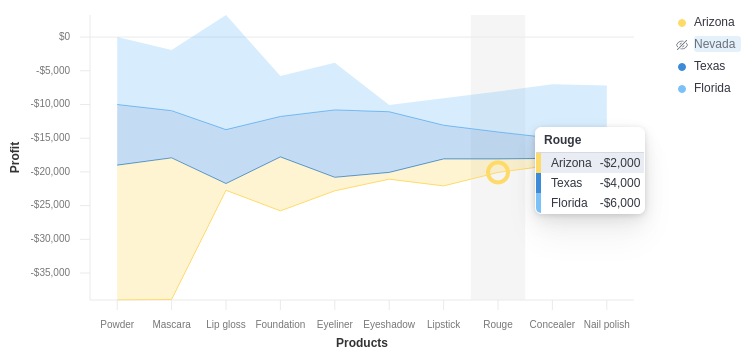 Profit
$0
-$5,000
-$10,000
-$15,000
-$20,000
-$25,000
-$30,000
-$35,000
Powder Mascara Lip gloss Foundation Eyeliner Eyeshadow Lipstick Rouge Concealer Nail polish
Products
Rouge
Arizona -$2,000
Texas -$4,000
Florida -$6,000
Arizona
Nevada
Texas
Florida